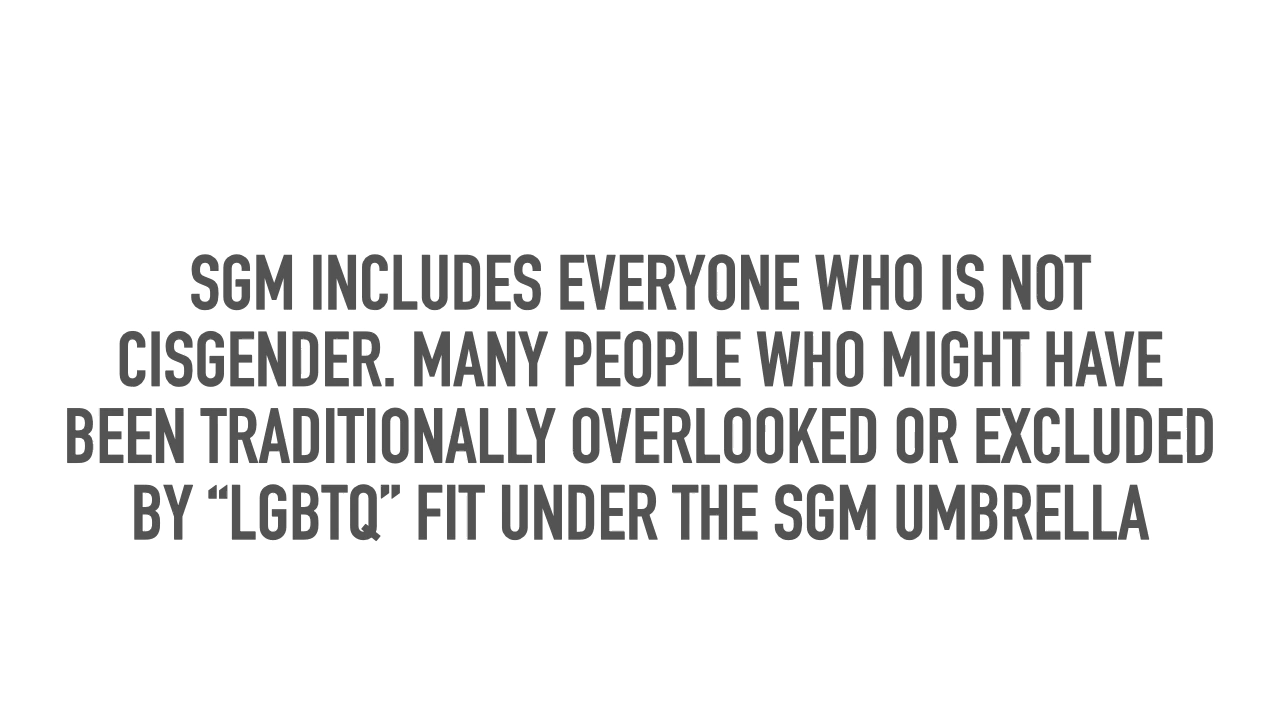 SGM INCLUDES EVERYONE WHO IS NOT
CISGENDER. MANY PEOPLE WHO MIGHT HAVE
BEEN TRADITIONALLY OVERLOOKED OR EXCLUDED
BY “LGBTQ” FIT UNDER THE SGM UMBRELLA